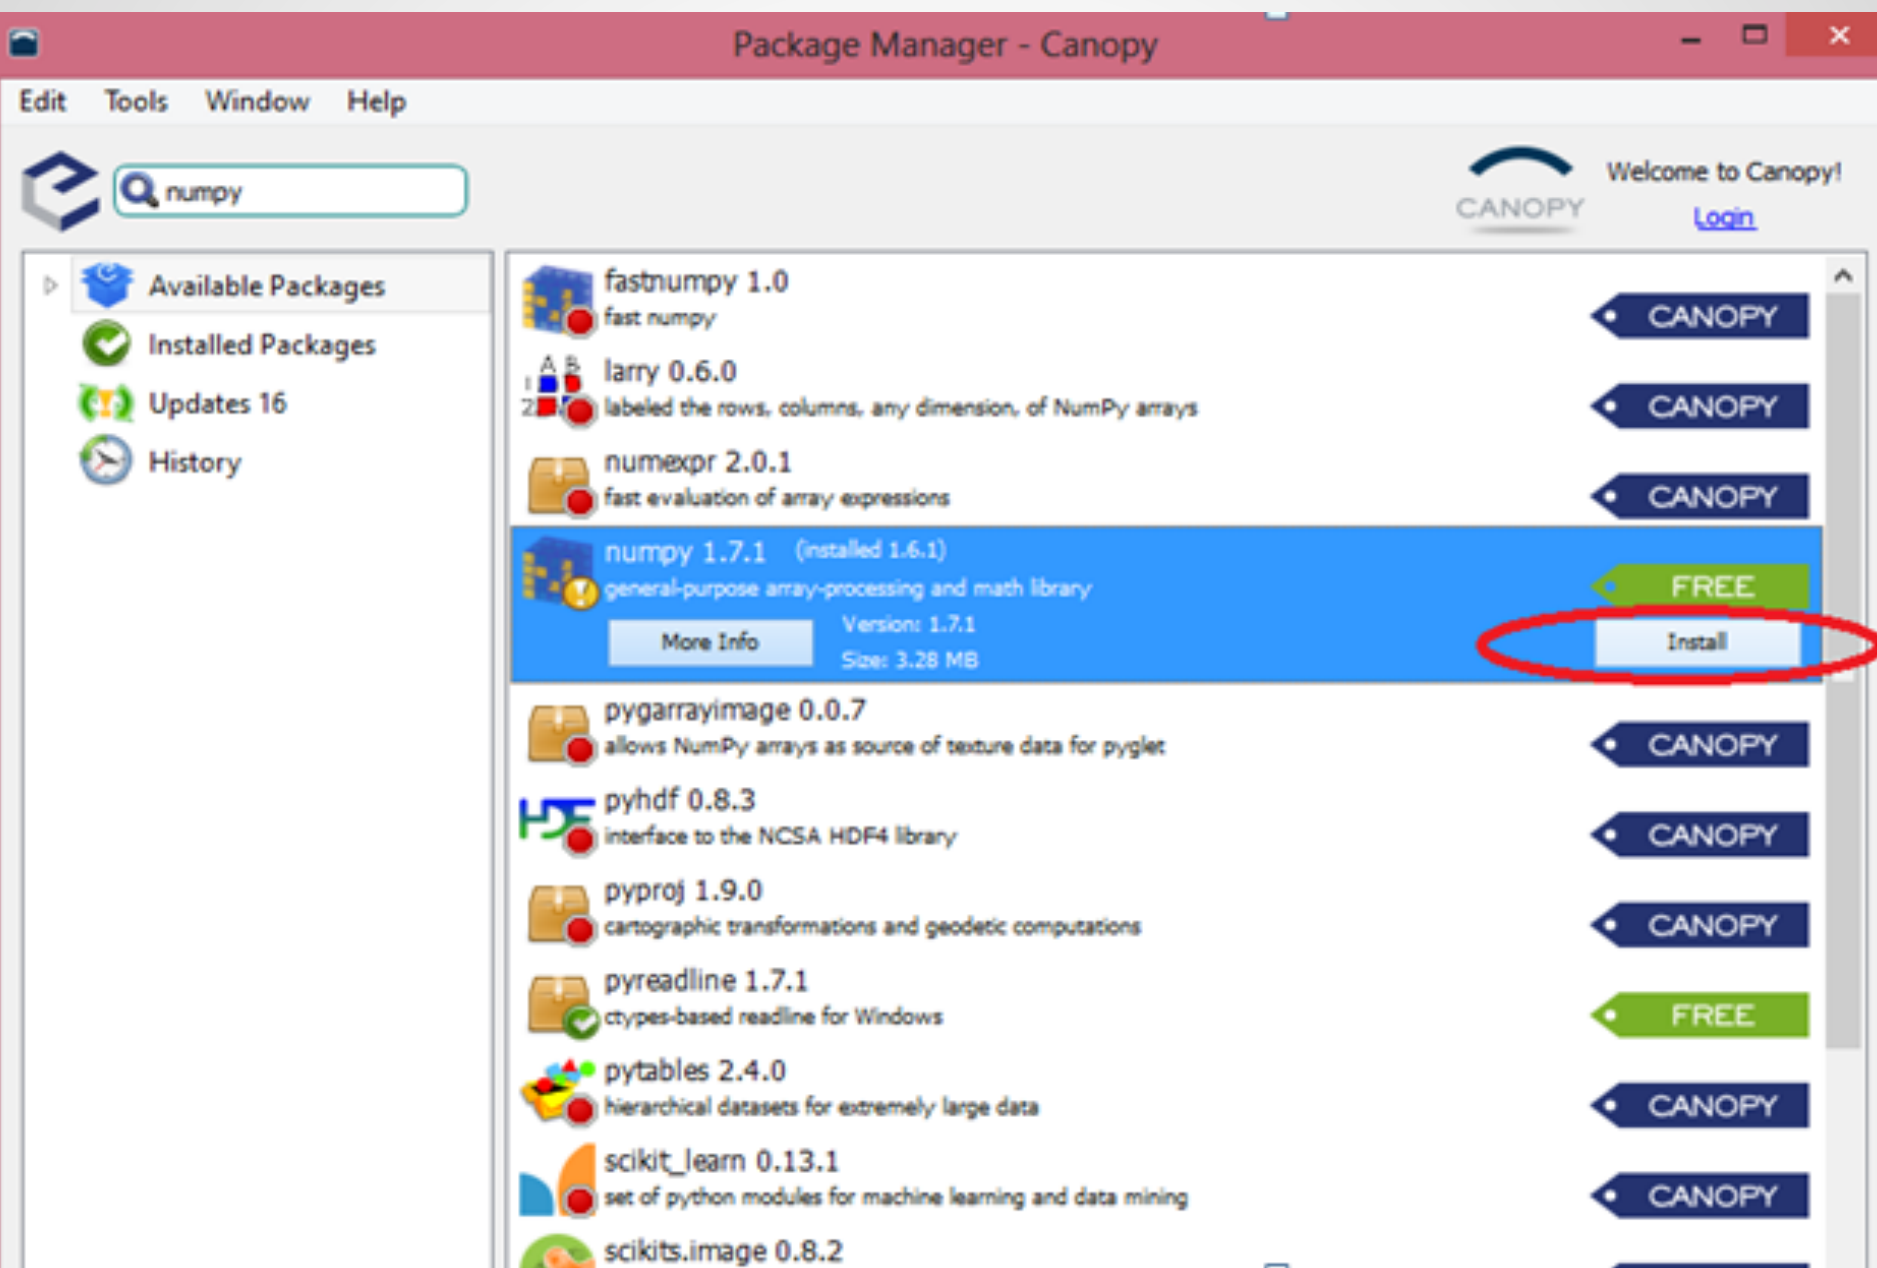 Package Manager - Canopy
Edit Tools Window Help
numpy
CANOPY
Welcome to Canopy!
Login
Available Packages
Installed Packages
Updates 16
History
fastnumpy 1.0
fast numpy
CANOPY
A B
larry 0.6.0
labeled the rows, columns, any dimension, of NumPy arrays
CANOPY
numexpr 2.0.1
fast evaluation of array expressions
CANOPY
numpy 1.7.1 (installed 1.6.1)
general-purpose array-processing and math library
FREE
More Info
Version: 1.7.1
Size: 3.28 MB
Install
pygarrayimage 0.0.7
allows NumPy arrays as source of texture data for pyglet
CANOPY
HDF
pyhdf 0.8.3
interface to the NCSA HDF4 library
CANOPY
pyproj 1.9.0
cartographic transformations and geodetic computations
CANOPY
pyreadline 1.7.1
ctypes-based readline for Windows
FREE
pytables 2.4.0
hierarchical datasets for extremely large data
CANOPY
scikit_learn 0.13.1
set of python modules for machine learning and data mining
CANOPY
scikits.image 0.8.2